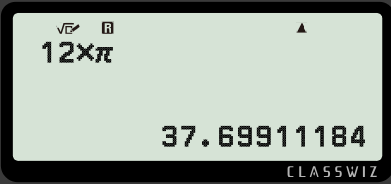 √ R ▲
12×π
37.69911184
CLASSWIZ